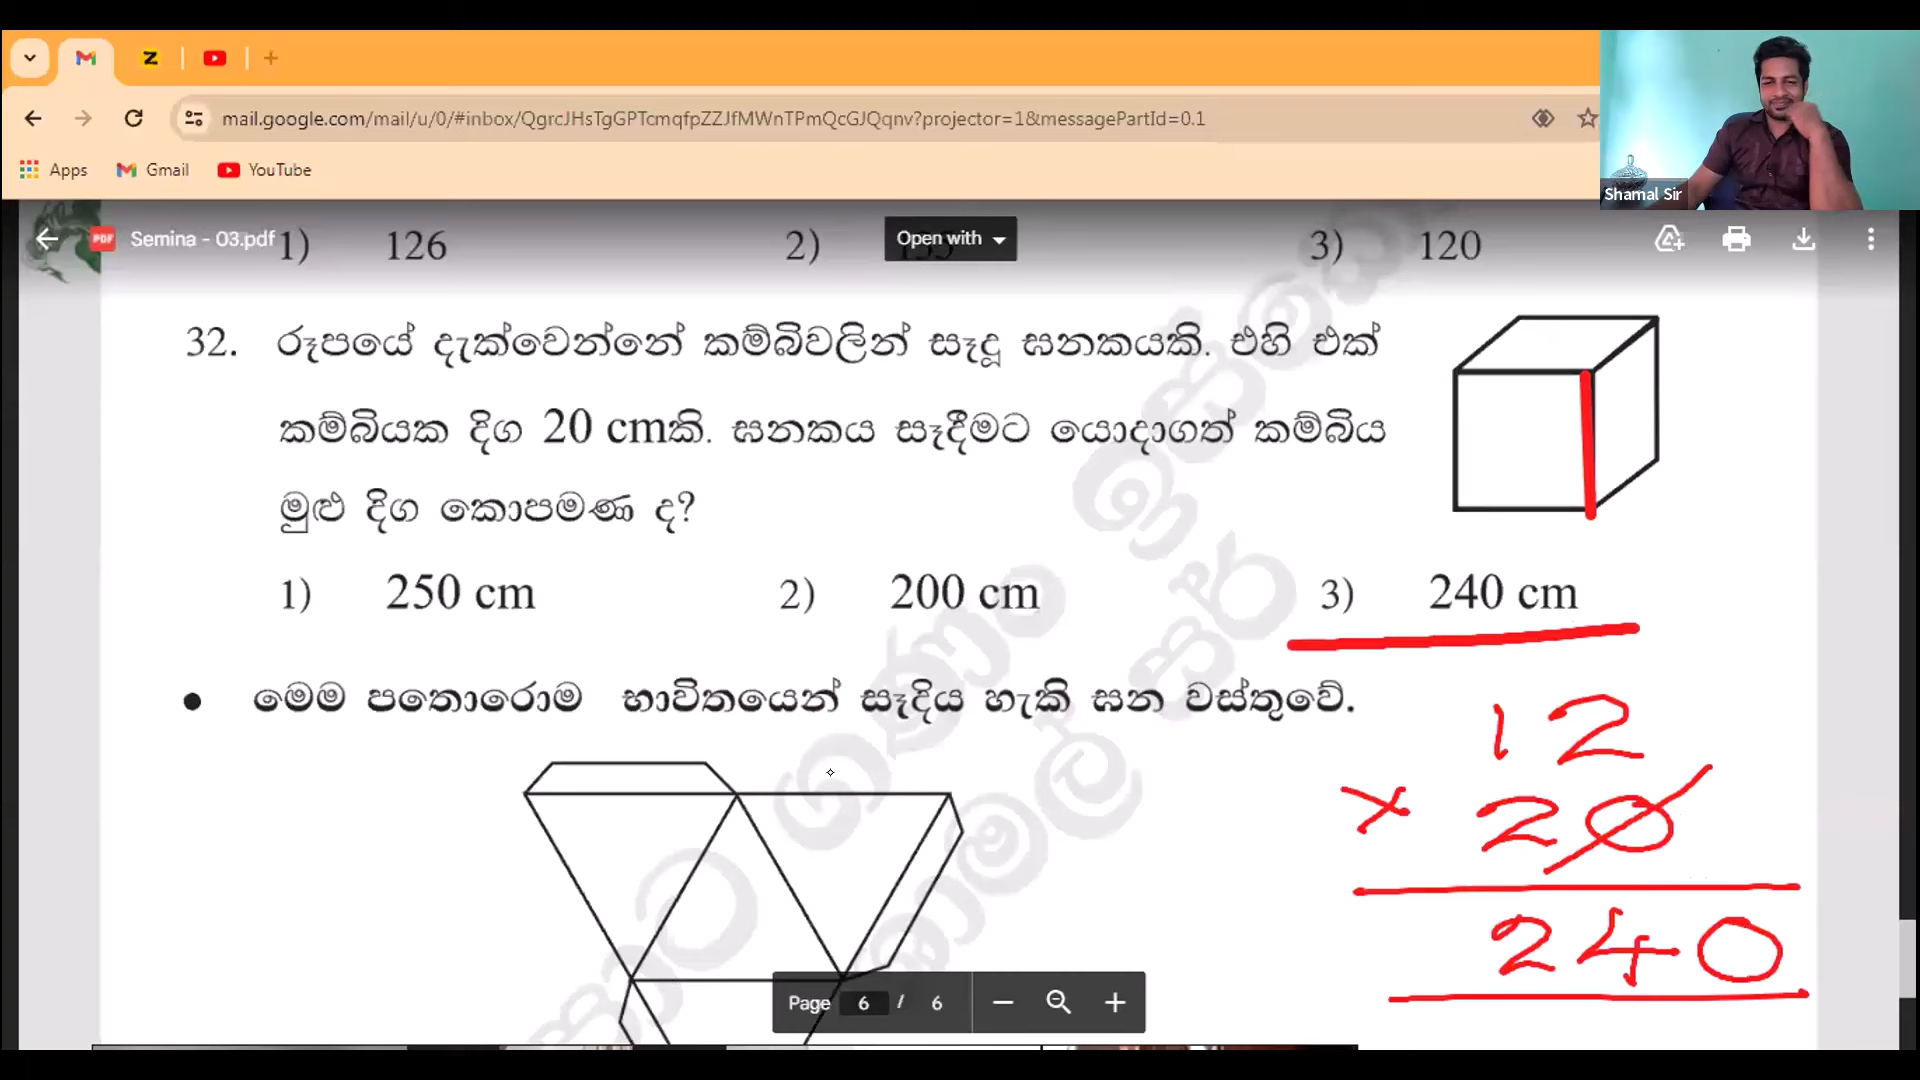 mail.google.com/mail/u/0/#inbox/QgrcJHsTgGPTcmqfpZZJfMWnTPmQcGJQqnv?projector=1&messagePartId=0.1
Apps Gmail YouTube
Shamal Sir
PDF Semina - 03.pdf Open with
1) 126 2) 3) 120
32. රූපයේ දැක්වෙන්නේ කම්බිවලින් සෑදූ ඝනකයකි. එහි එක්
කම්බියක දිග 20 cmකි. ඝනකය සෑදීමට යොදාගත් කම්බිය
මුළු දිග කොපමණ ද?
1) 250 cm 2) 200 cm 3) 240 cm
• මෙම පතොරොම භාවිතයෙන් සෑදිය හැකි ඝන වස්තුවේ.
12
× 20
240
Page 6 / 6